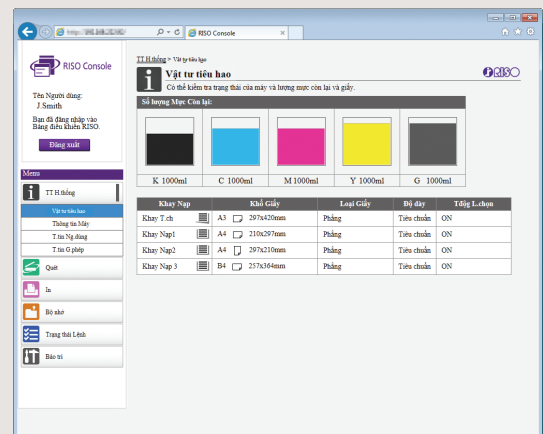 RISO Console
RISO Console
Tên Người dùng:
J.Smith
Bạn đã đăng nhập vào
Bảng điều khiển RISO.
Đăng xuất
Menu
TT H.thống
Vật tư tiêu hao
Thông tin Máy
T.tin Ng.dùng
T.tin G.phép
Quét
In
Bộ nhớ
Trạng thái Lệnh
Bảo trì
TT H.thống > Vật tư tiêu hao
Vật tư tiêu hao
RISO
Có thể kiểm tra trạng thái của máy và lượng mực còn lại và giấy.
Số lượng Mực Còn lại:
K 1000ml C 1000ml M 1000ml Y 1000ml G 1000ml
Khay Nạp Khổ Giấy Loại Giấy Độ dày Tđộg L.chọn
Khay T.ch A3 297x420mm Phẳng Tiêu chuẩn ON
Khay Nạp1 A4 210x297mm Phẳng Tiêu chuẩn ON
Khay Nạp2 A4 297x210mm Phẳng Tiêu chuẩn ON
Khay Nạp 3 B4 257x364mm Phẳng Tiêu chuẩn ON